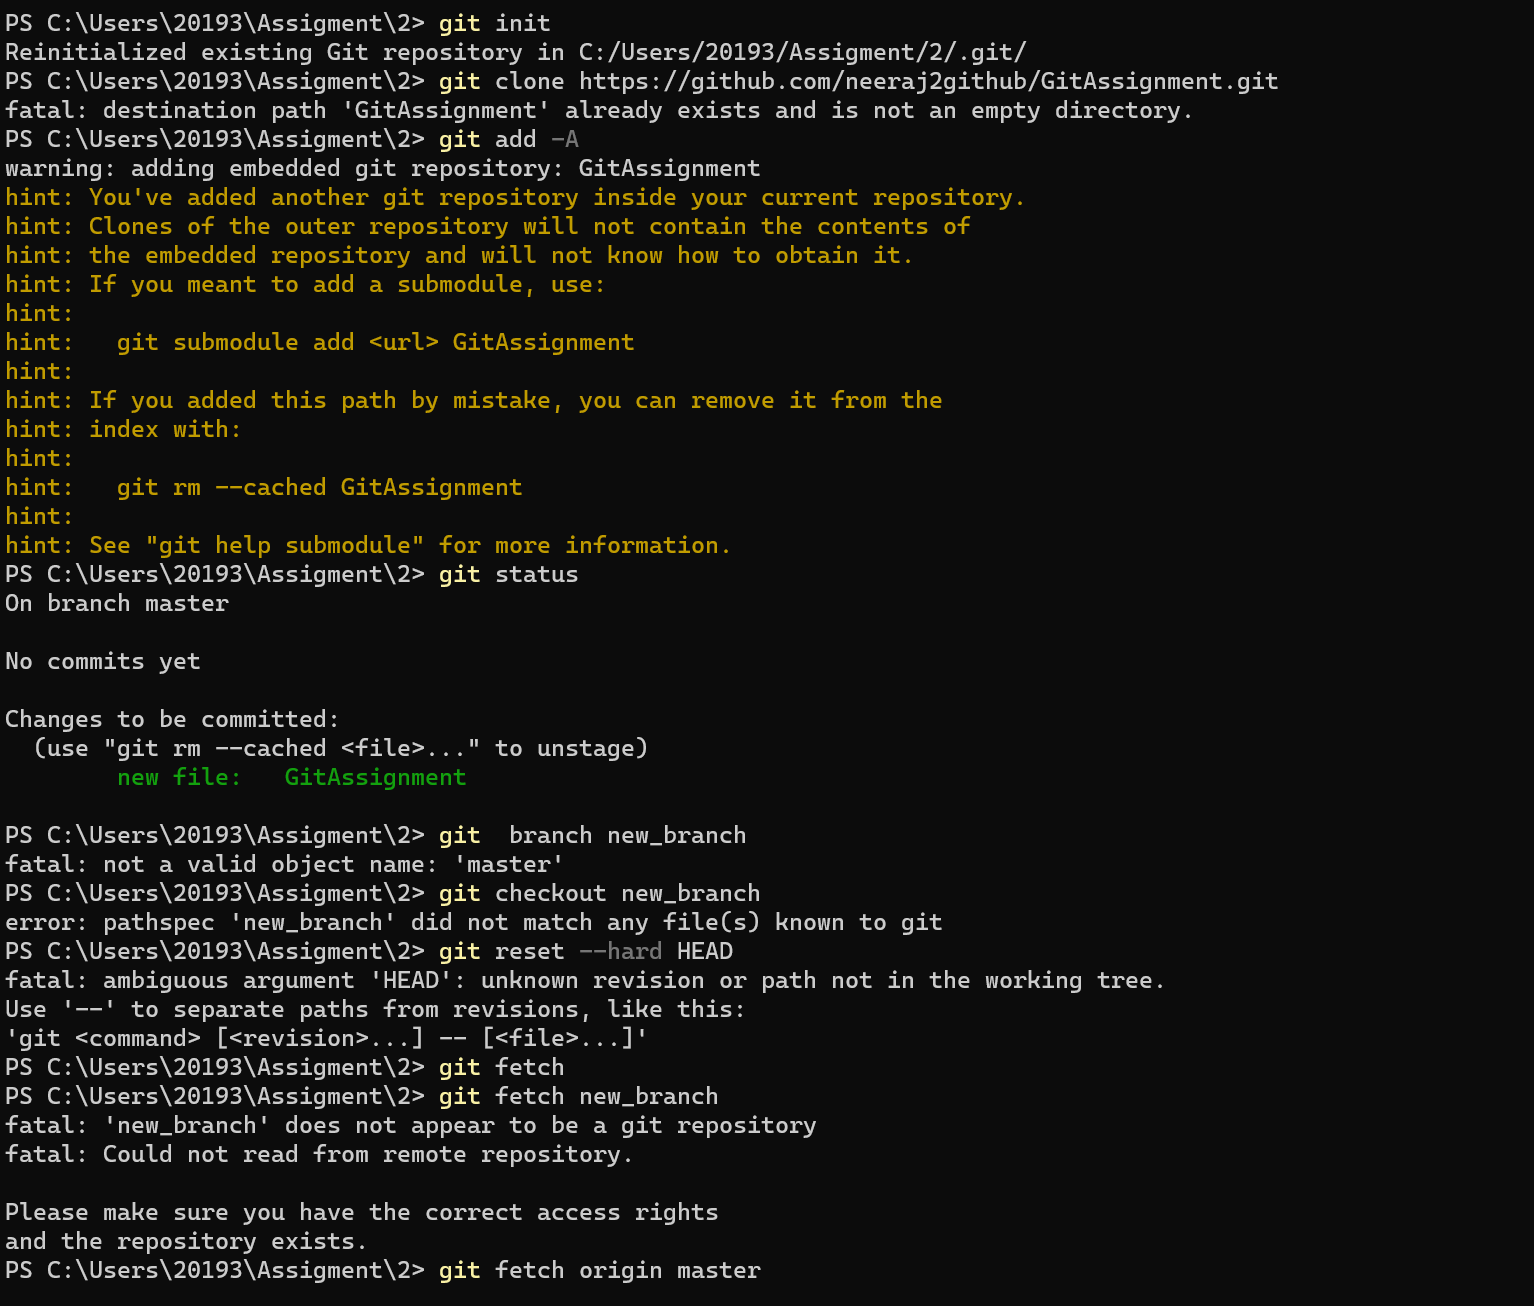 PS C:\Users\20193\Assigment\2> git init
Reinitialized existing Git repository in C:/Users/20193/Assigment/2/.git/
PS C:\Users\20193\Assigment\2> git clone https://github.com/neeraj2github/GitAssignment.git
fatal: destination path 'GitAssignment' already exists and is not an empty directory.
PS C:\Users\20193\Assigment\2> git add -A
warning: adding embedded git repository: GitAssignment
hint: You've added another git repository inside your current repository.
hint: Clones of the outer repository will not contain the contents of
hint: the embedded repository and will not know how to obtain it.
hint: If you meant to add a submodule, use:
hint:
hint:   git submodule add <url> GitAssignment
hint:
hint: If you added this path by mistake, you can remove it from the
hint: index with:
hint:
hint:   git rm --cached GitAssignment
hint:
hint: See "git help submodule" for more information.
PS C:\Users\20193\Assigment\2> git status
On branch master

No commits yet

Changes to be committed:
  (use "git rm --cached <file>..." to unstage)
        new file:   GitAssignment

PS C:\Users\20193\Assigment\2> git  branch new_branch
fatal: not a valid object name: 'master'
PS C:\Users\20193\Assigment\2> git checkout new_branch
error: pathspec 'new_branch' did not match any file(s) known to git
PS C:\Users\20193\Assigment\2> git reset --hard HEAD
fatal: ambiguous argument 'HEAD': unknown revision or path not in the working tree.
Use '--' to separate paths from revisions, like this:
'git <command> [<revision>...] -- [<file>...]'
PS C:\Users\20193\Assigment\2> git fetch
PS C:\Users\20193\Assigment\2> git fetch new_branch
fatal: 'new_branch' does not appear to be a git repository
fatal: Could not read from remote repository.

Please make sure you have the correct access rights
and the repository exists.
PS C:\Users\20193\Assigment\2> git fetch origin master